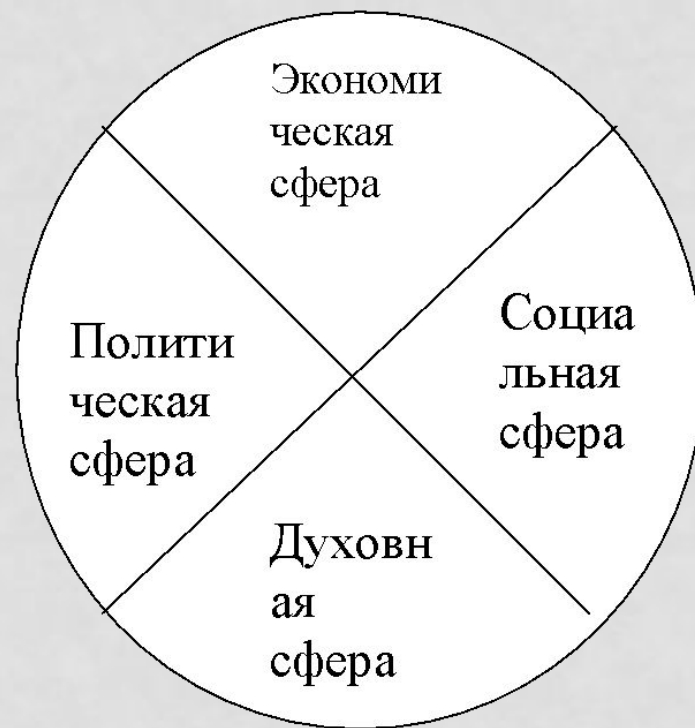 Экономи
ческая
сфера
Полити
ческая
сфера
Социа
льная
сфера
Духовн
ая
сфера